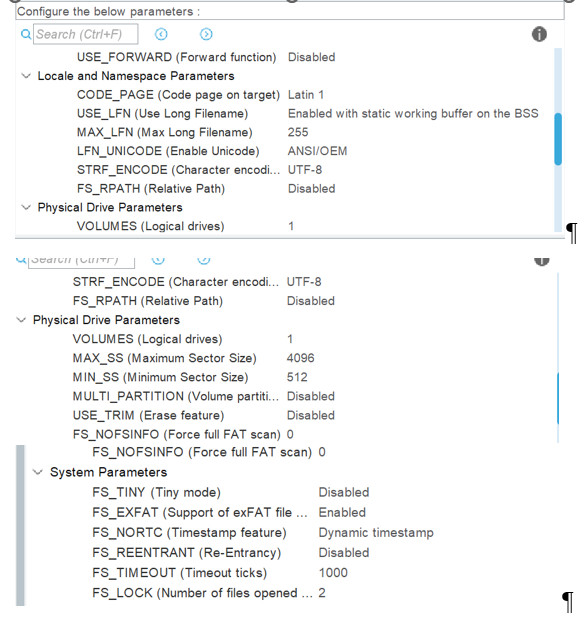 Configure the below parameters :
Search (Ctrl+F)
USE_FORWARD (Forward function) Disabled
Locale and Namespace Parameters
CODE_PAGE (Code page on target) Latin 1
USE_LFN (Use Long Filename) Enabled with static working buffer on the BSS
MAX_LFN (Max Long Filename) 255
LFN_UNICODE (Enable Unicode) ANSI/OEM
STRF_ENCODE (Character encodi... UTF-8
FS_RPATH (Relative Path) Disabled
Physical Drive Parameters
VOLUMES (Logical drives) 1
¶
Search (Ctrl+F)
STRF_ENCODE (Character encodi... UTF-8
FS_RPATH (Relative Path) Disabled
Physical Drive Parameters
VOLUMES (Logical drives) 1
MAX_SS (Maximum Sector Size) 4096
MIN_SS (Minimum Sector Size) 512
MULTI_PARTITION (Volume partiti... Disabled
USE_TRIM (Erase feature) Disabled
FS_NOFSINFO (Force full FAT scan) 0
FS_NOFSINFO (Force full FAT scan) 0
System Parameters
FS_TINY (Tiny mode) Disabled
FS_EXFAT (Support of exFAT file ... Enabled
FS_NORTC (Timestamp feature) Dynamic timestamp
FS_REENTRANT (Re-Entrancy) Disabled
FS_TIMEOUT (Timeout ticks) 1000
FS_LOCK (Number of files opened ... 2
¶